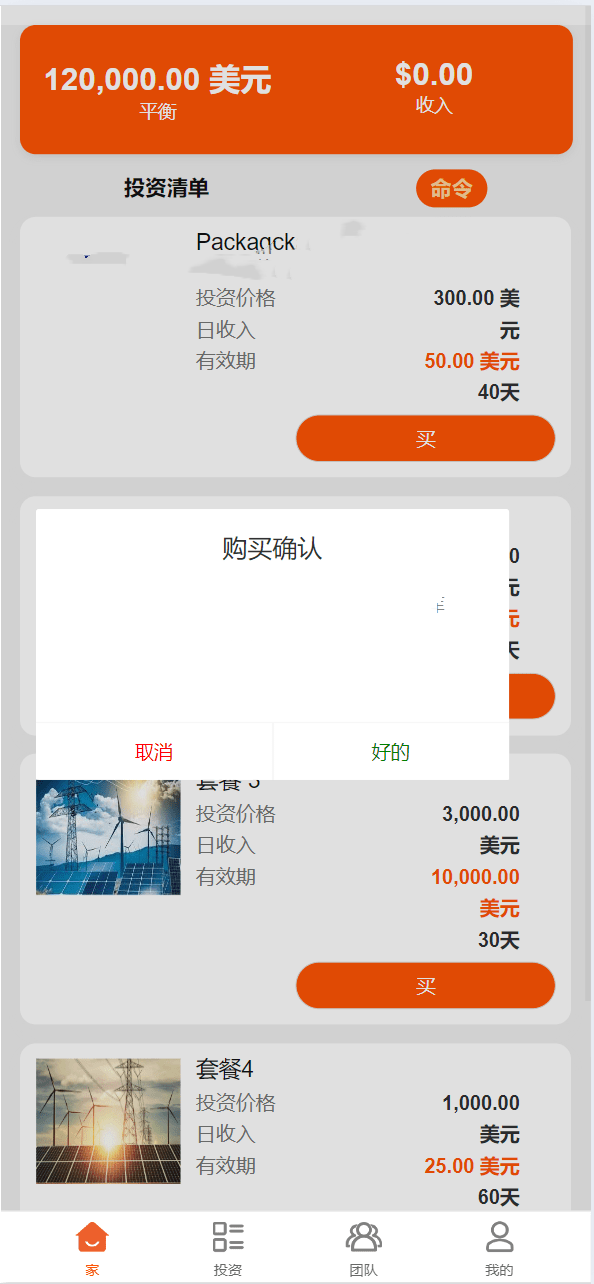 120,000.00 美元
平衡
$0.00
收入
投资清单
命令
投资价格
300.00 美元
日收入
50.00 美元
有效期
40天
买
购买确认
取消
好的
套餐 3
投资价格
3,000.00 美元
日收入
10,000.00 美元
有效期
30天
买
套餐4
投资价格
1,000.00 美元
日收入
25.00 美元
有效期
60天
家
投资
团队
我的